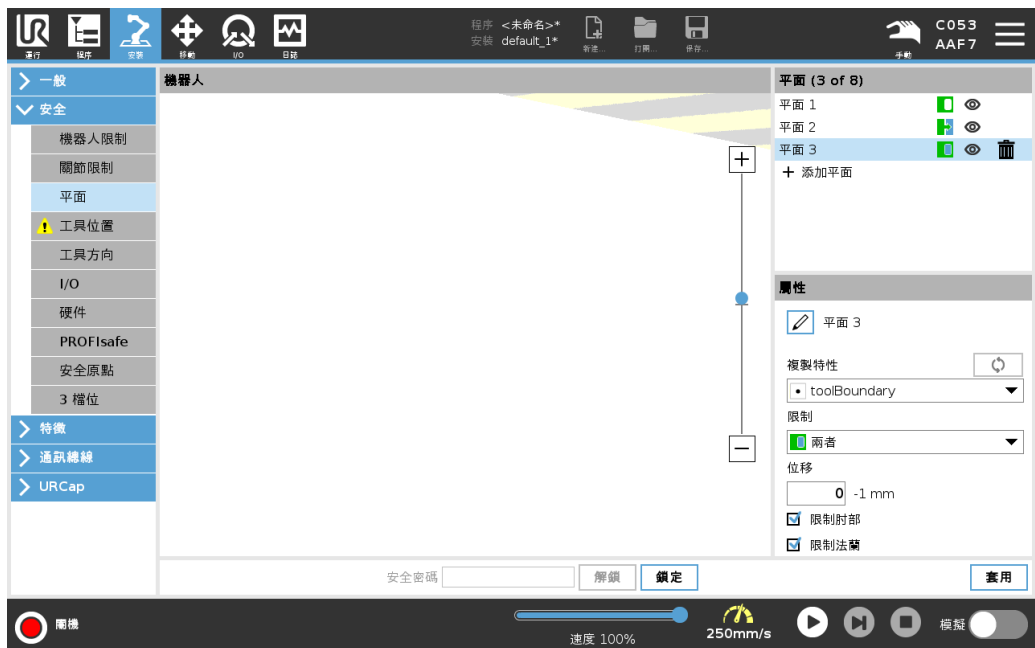 UR
運行
程序
安裝
移動
I/O
日誌
程序 <未命名>*
安裝 default_1*
新建...
打開...
保存...
手動
C053
AAF7
一般
安全
機器人限制
關節限制
平面
工具位置
工具方向
I/O
硬件
PROFIsafe
安全原點
3 檔位
特徵
通訊總線
URCap
機器人
平面 (3 of 8)
平面 1
平面 2
平面 3
添加平面
屬性
平面 3
複製特性
toolBoundary
限制
兩者
位移
0 -1 mm
限制肘部
限制法蘭
安全密碼
解鎖
鎖定
套用
關機
速度 100%
250mm/s
模擬